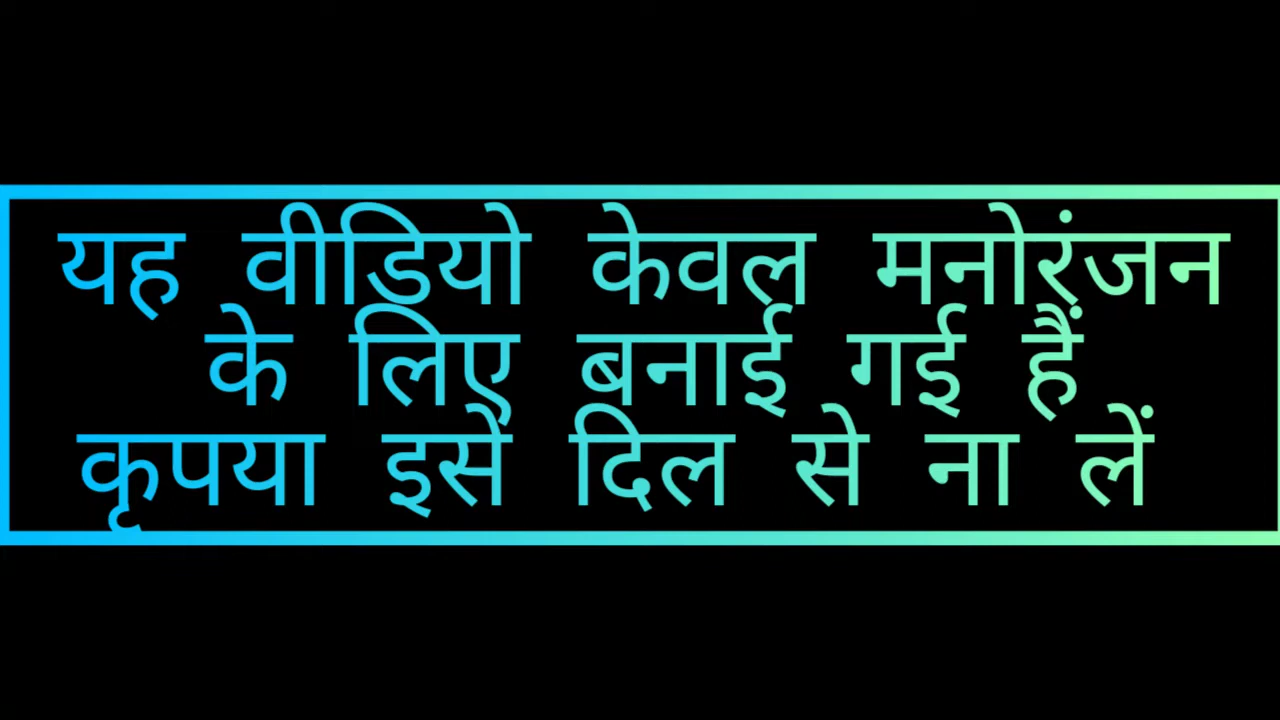 यह वीडियो केवल मनोरंजन
के लिए बनाई गई हैं
कृपया इसे दिल से ना लें